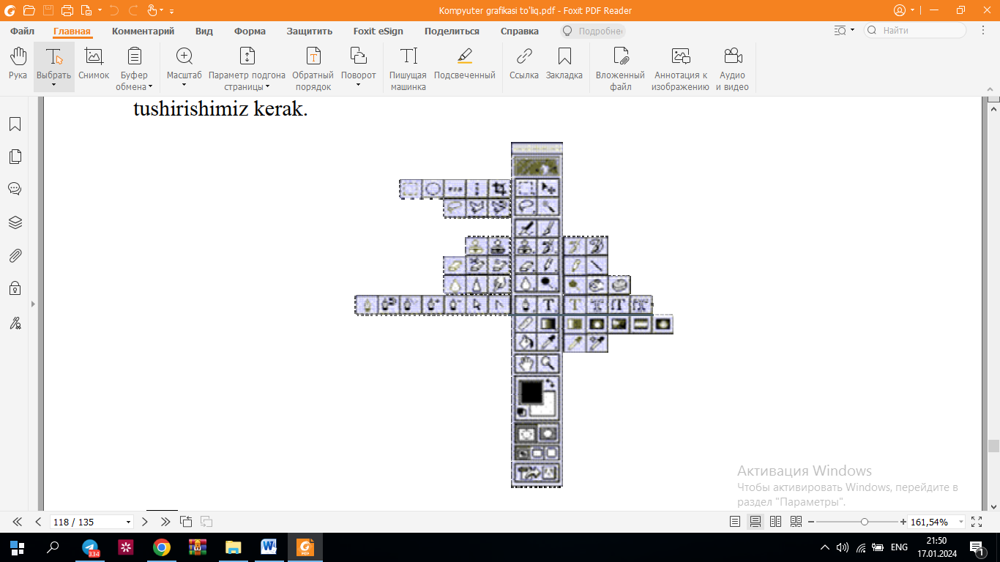 Kompyuter grafikasi to'liq.pdf - Foxit PDF Reader
Файл Главная Комментарий Вид Форма Защитить Foxit eSign Поделиться Справка Подробнее Найти
Рука Выбрать Снимок Буфер обмена Масштаб Параметр подгона страницы Обратный порядок Поворот Пишущая машинка Подсвеченный Ссылка Закладка Вложенный файл Аннотация к изображению Аудио и видео
tushirishimiz kerak.
T T T T T
Активация Windows
Чтобы активировать Windows, перейдите в
раздел "Параметры".
118 / 135 161,54%
334 PDF ENG 21:50
17.01.2024 1